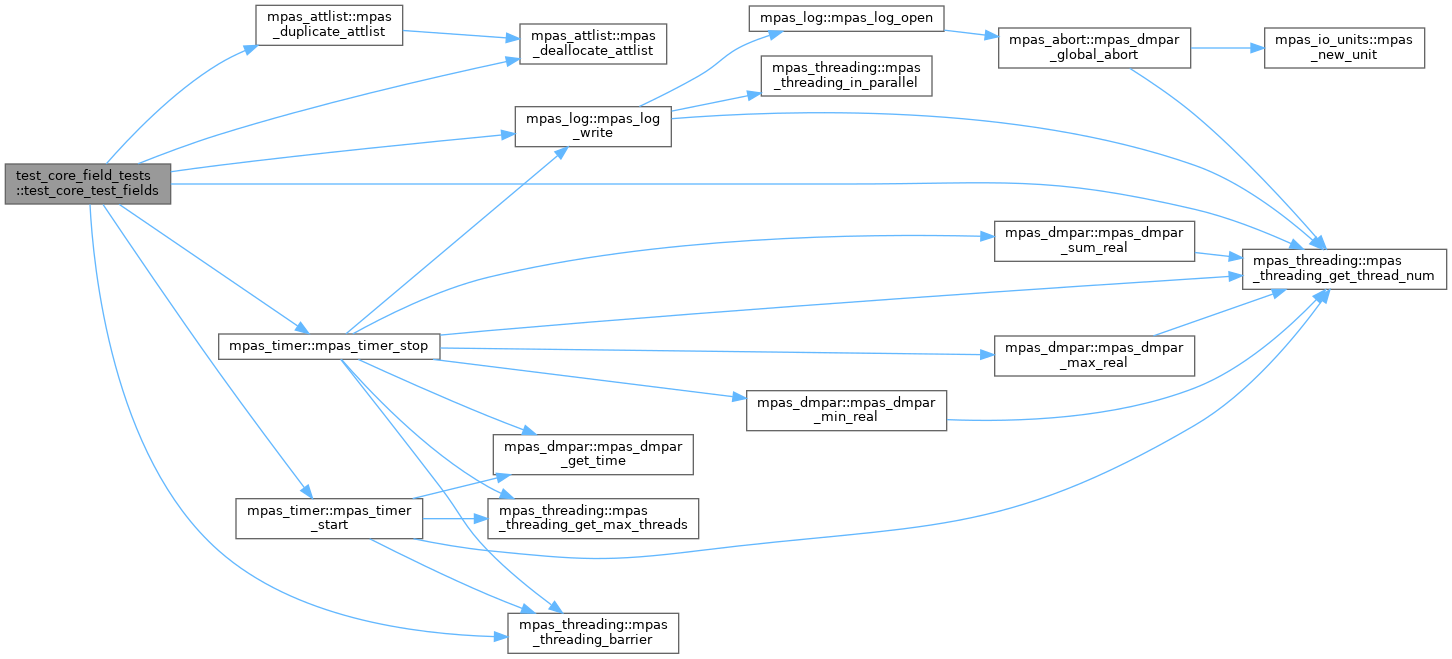 test_core_field_tests
::test_core_test_fields
mpas_attlist::mpas
_duplicate_attlist
mpas_attlist::mpas
_deallocate_attlist
mpas_log::mpas_log
_write
mpas_log::mpas_log_open
mpas_abort::mpas_dmpar
_global_abort
mpas_io_units::mpas
_new_unit
mpas_threading::mpas
_threading_in_parallel
mpas_threading::mpas
_threading_get_thread_num
mpas_dmpar::mpas_dmpar
_sum_real
mpas_timer::mpas_timer_stop
mpas_dmpar::mpas_dmpar
_max_real
mpas_dmpar::mpas_dmpar
_min_real
mpas_dmpar::mpas_dmpar
_get_time
mpas_timer::mpas_timer
_start
mpas_threading::mpas
_threading_get_max_threads
mpas_threading::mpas
_threading_barrier